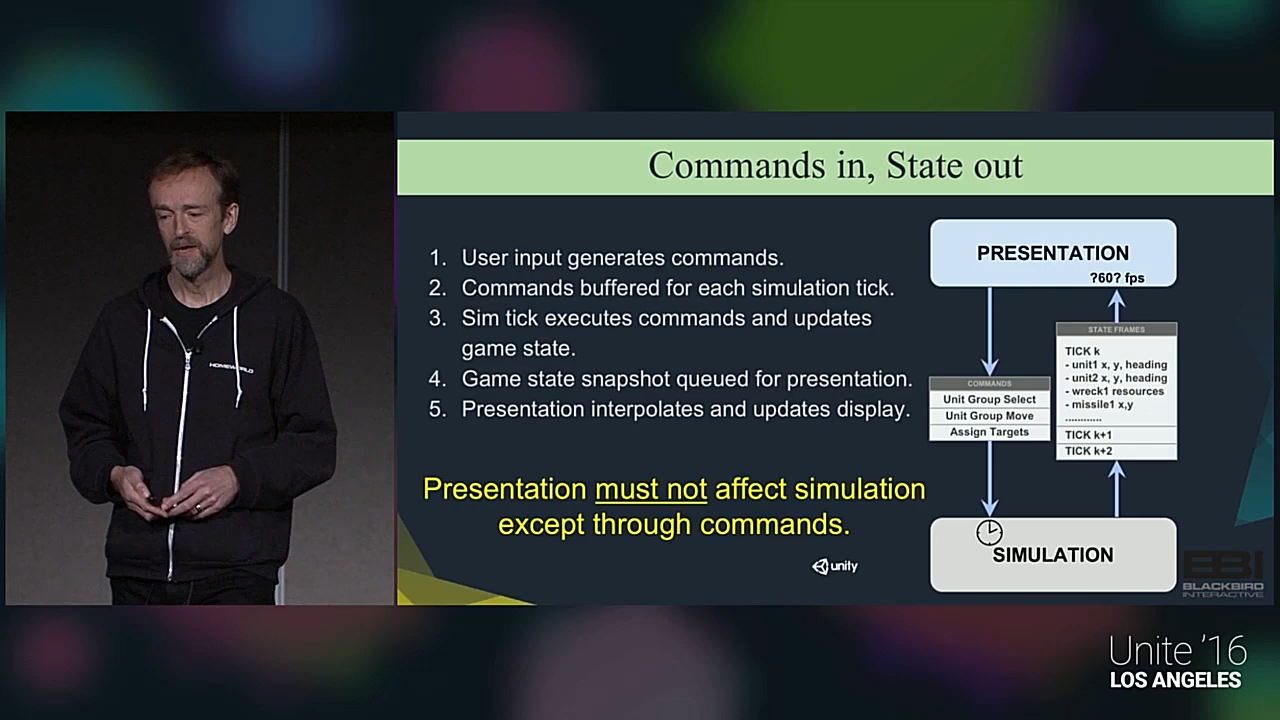 Commands in, State out
1. User input generates commands.
2. Commands buffered for each simulation tick.
3. Sim tick executes commands and updates
game state.
4. Game state snapshot queued for presentation.
5. Presentation interpolates and updates display.
Presentation must not affect simulation
except through commands.
PRESENTATION
?60? fps
COMMANDS
Unit Group Select
Unit Group Move
Assign Targets
STATE FRAMES
TICK k
- unit1 x, y, heading
- unit2 x, y, heading
- wreck1 resources
- missile1 x,y
............
TICK k+1
TICK k+2
SIMULATION
unity
BBI
BLACKBIRD
INTERACTIVE
HOMEWORLD
Unite '16
LOS ANGELES